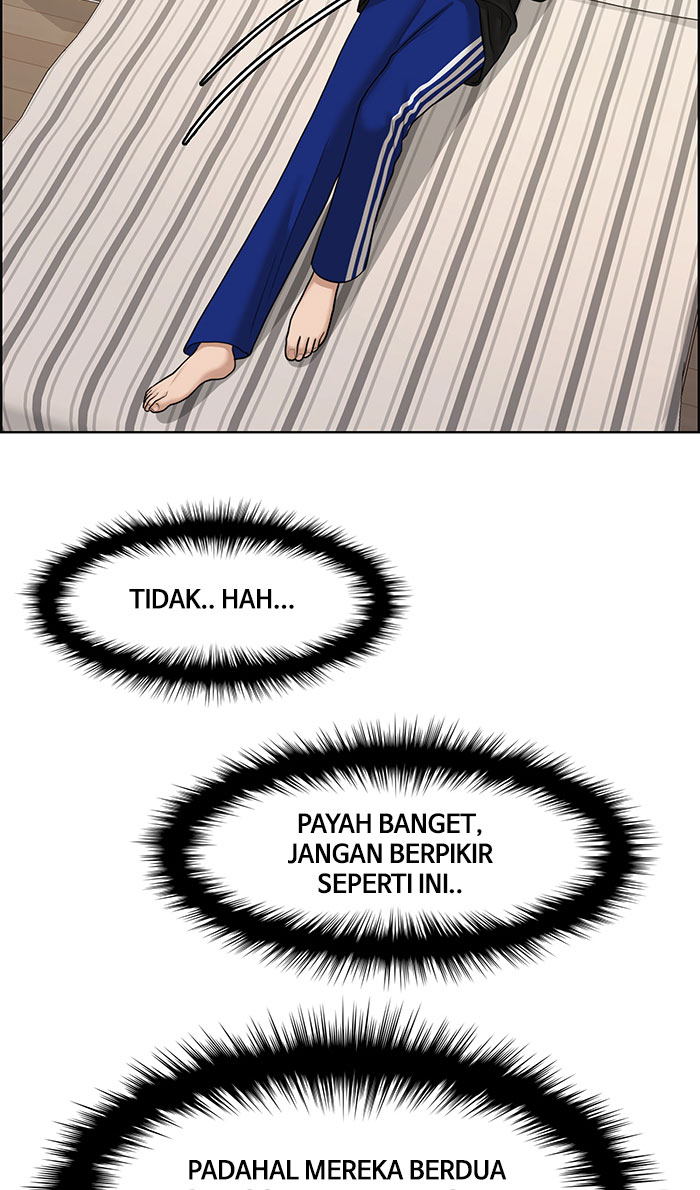 TIDAK.. HAH...
PAYAH BANGET,
JANGAN BERPIKIR
SEPERTI INI..
PADAHAL MEREKA BERDUA